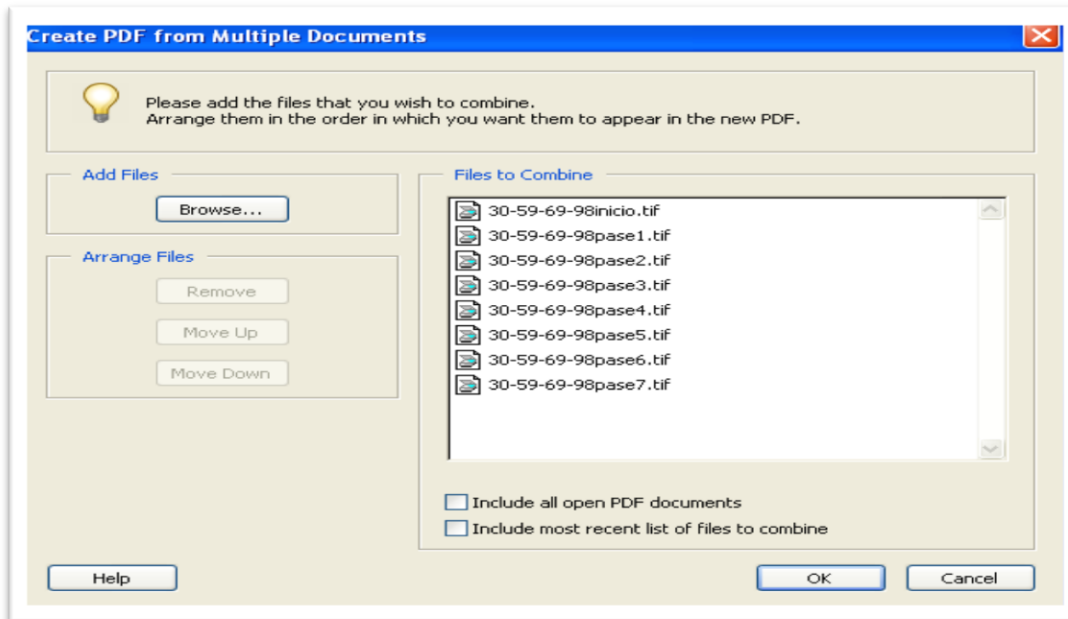 Create PDF from Multiple Documents
Please add the files that you wish to combine.
Arrange them in the order in which you want them to appear in the new PDF.
Add Files
Browse...
Arrange Files
Remove
Move Up
Move Down
Files to Combine
30-59-69-98inicio.tif
30-59-69-98pase1.tif
30-59-69-98pase2.tif
30-59-69-98pase3.tif
30-59-69-98pase4.tif
30-59-69-98pase5.tif
30-59-69-98pase6.tif
30-59-69-98pase7.tif
Include all open PDF documents
Include most recent list of files to combine
Help
OK
Cancel